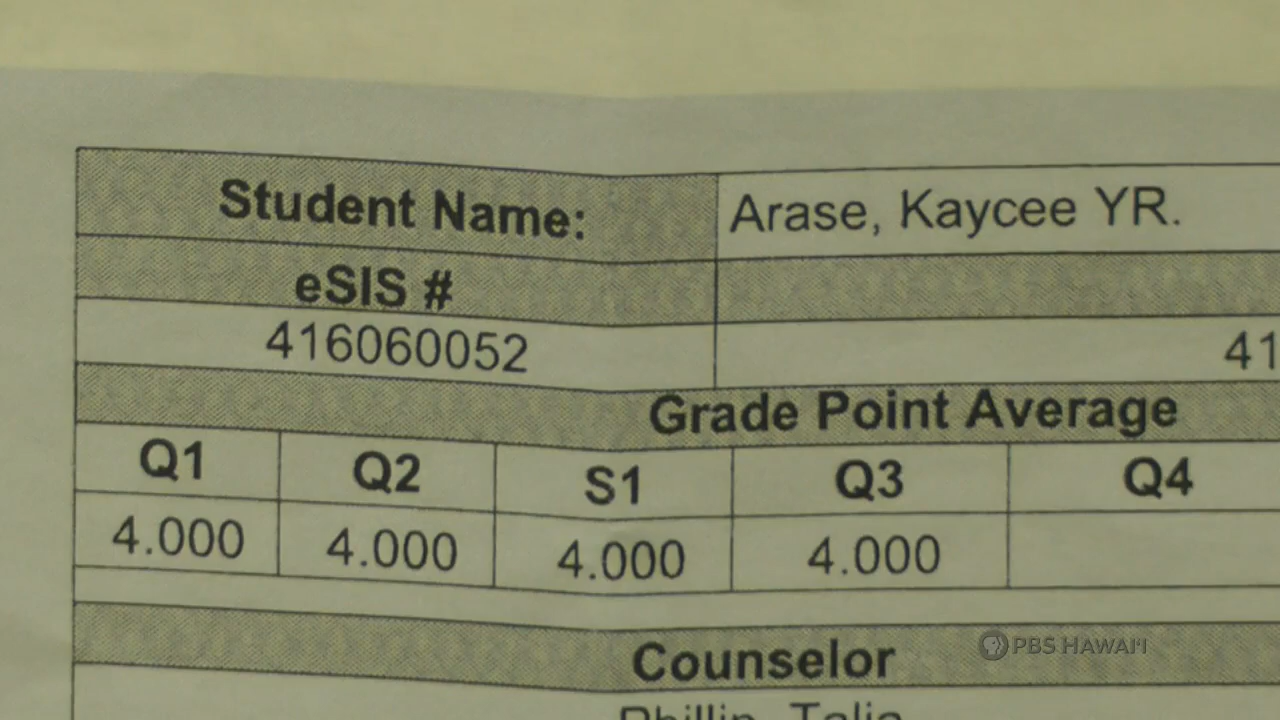 Student Name: Arase, Kaycee YR.
eSIS #
416060052 41
Grade Point Average
Q1 Q2 S1 Q3 Q4
4.000 4.000 4.000 4.000
Counselor
PBS HAWAI'I